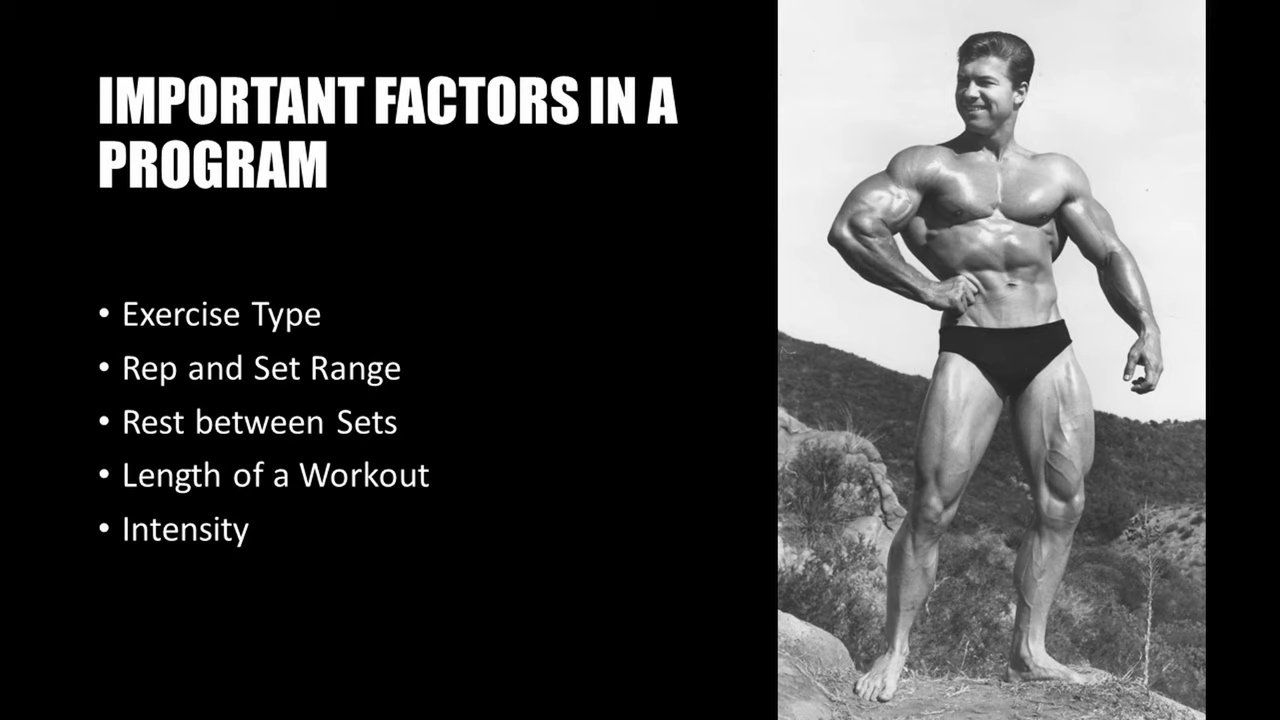 IMPORTANT FACTORS IN A
PROGRAM
• Exercise Type
• Rep and Set Range
• Rest between Sets
• Length of a Workout
• Intensity